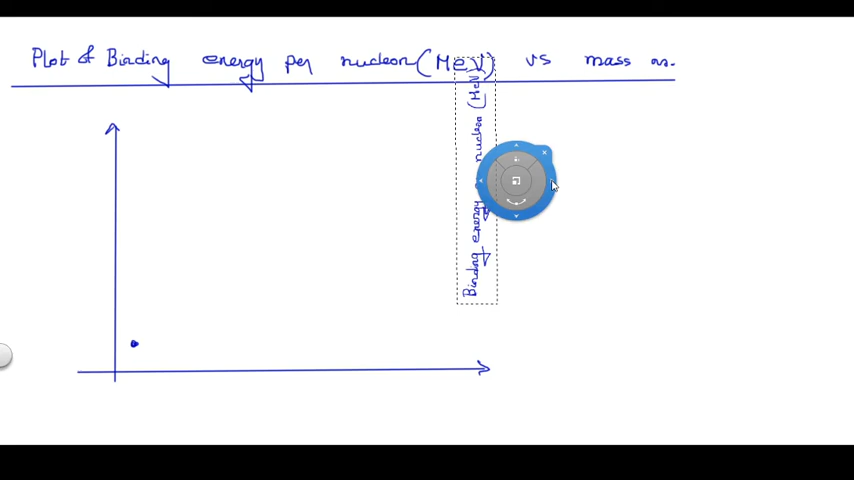 Plot of Binding energy per nucleon (MeV) vs mass no.
Binding energy nucleon (MeV)